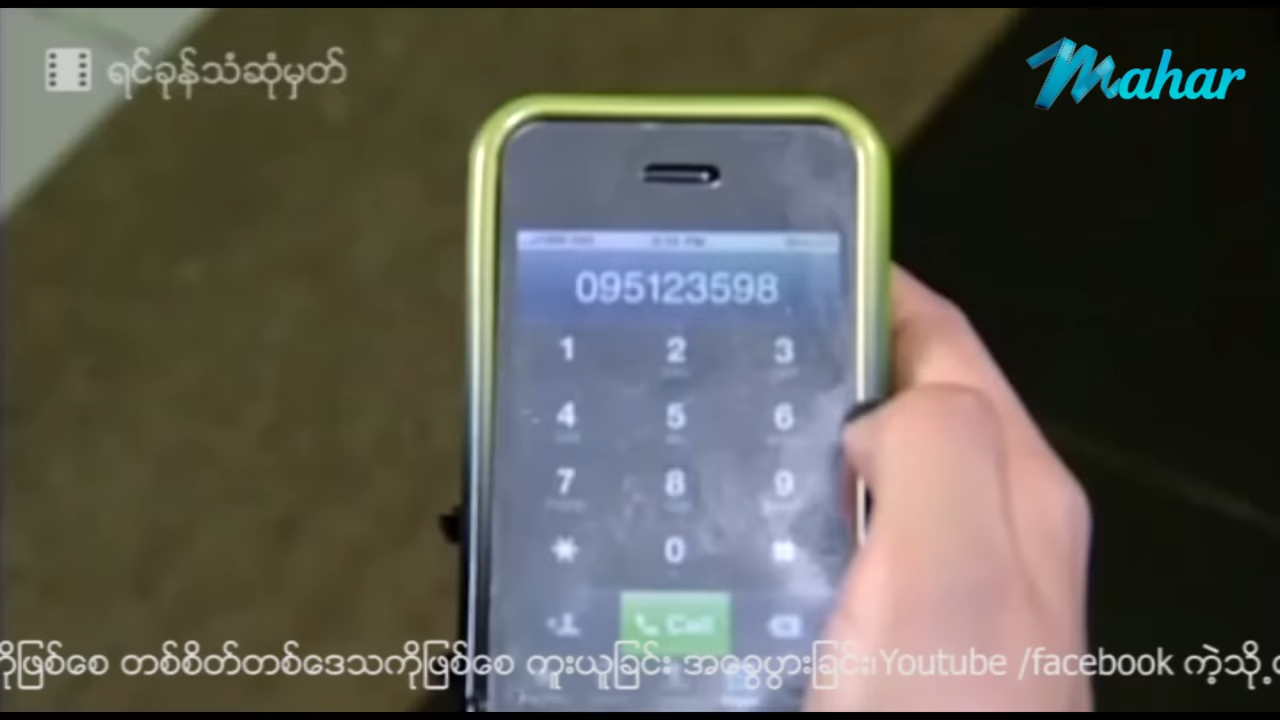 ရင်ခုန်သံဆုံမှတ်
Mahar
095123598
1 2 3
4 5 6
7 8 9
* 0 #
Call
ကိုဖြစ်စေ တစ်စိတ်တစ်ဒေသကိုဖြစ်စေ ကူးယူခြင်း အခွေပွားခြင်း၊Youtube /facebook ကဲ့သို့